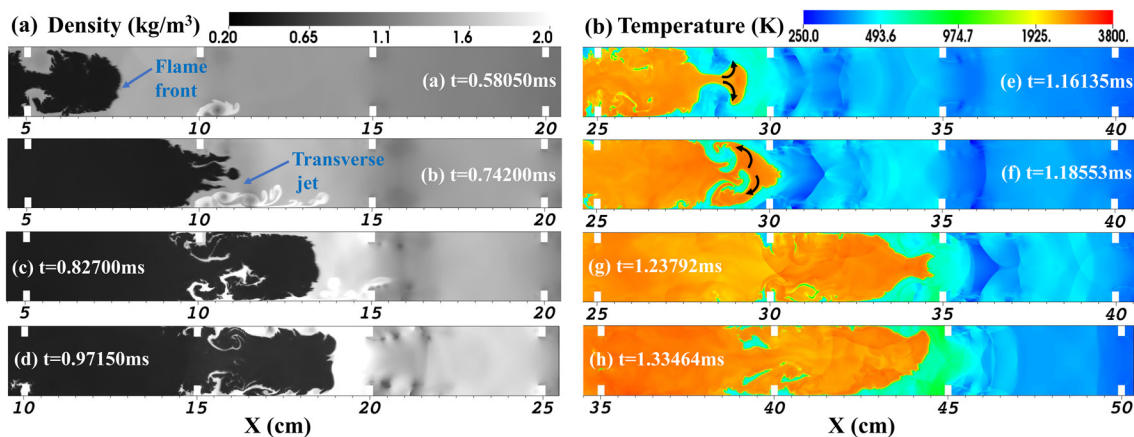 (a) Density (kg/m³)
0.20 0.65 1.1 1.6 2.0
Flame
front
(a) t=0.58050ms
5 10 15 20
Transverse
jet
(b) t=0.74200ms
5 10 15 20
(c) t=0.82700ms
5 10 15 20
(d) t=0.97150ms
10 15 20 25
X (cm)
(b) Temperature (K)
250.0 493.6 974.7 1925. 3800.
(e) t=1.16135ms
25 30 35 40
(f) t=1.18553ms
25 30 35 40
(g) t=1.23792ms
30 35 40
(h) t=1.33464ms
35 40 45 50
X (cm)